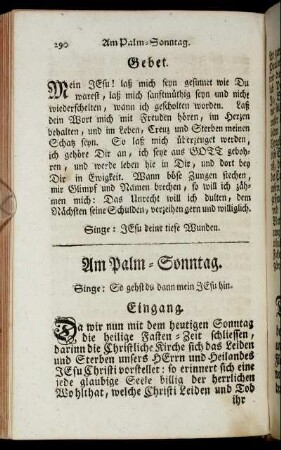 290 Am Palm-Sonntag.
Gebet.
Mein JEsu! laß mich seyn gesinnet wie Du
warest, laß mich sanftmüthig seyn und nicht
wiederschelten, wann ich gescholten worden. Laß
dein Wort mich mit Freuden hören, im Herzen
behalten, und im Leben, Creuz und Sterben meinen
Schatz seyn. So laß mich überzeuget werden,
ich gehöre Dir an, ich seye aus GOTT geboh-
ren, und werde leben hie in Dir, und dort bey
Dir in Ewigkeit. Wann böse Zungen stechen,
mir Glimpf und Namen brechen, so will ich zäh-
men mich: Das Unrecht will ich dulten, dem
Nächsten seine Schulden, verzeihen gern und williglich.
Singe: JEsu deine tiefe Wunden.
Am Palm-Sonntag.
Singe: So gehst du dann mein JEsu hin.
Eingang.
Da wir nun mit dem heutigen Sonntag
die heilige Fasten-Zeit schliessen,
darinn die Christliche Kirche sich das Leiden
und Sterben unsers HErrn und Heilandes
JEsu Christi vorstellet: so erinnert sich eine
jede glaubige Seele billig der herrlichen
Wohlthat, welche Christi Leiden und Tod
ihr